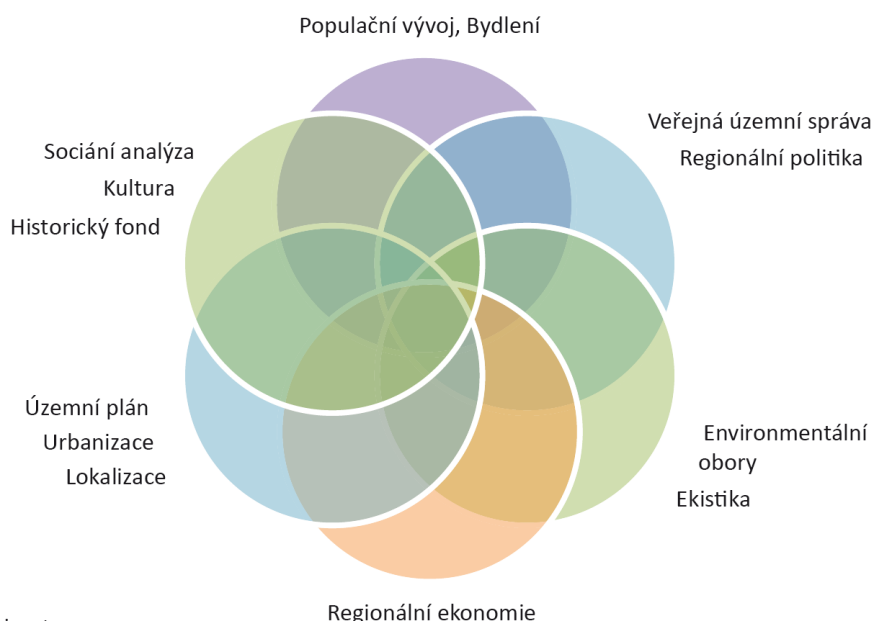 Populační vývoj, Bydlení
Veřejná územní správa
Regionální politika
Sociání analýza
Kultura
Historický fond
Územní plán
Urbanizace
Lokalizace
Environmentální
obory
Ekistika
Regionální ekonomie